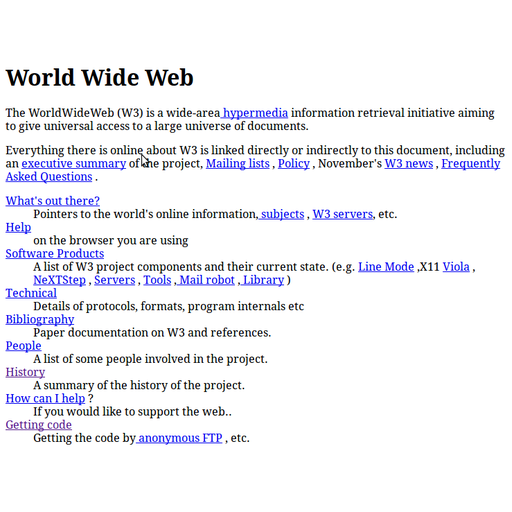 World Wide Web
The WorldWideWeb (W3) is a wide-area hypermedia information retrieval initiative aiming
to give universal access to a large universe of documents.
Everything there is online about W3 is linked directly or indirectly to this document, including
an executive summary of the project, Mailing lists , Policy , November's W3 news , Frequently
Asked Questions .
What's out there?
Pointers to the world's online information, subjects , W3 servers, etc.
Help
on the browser you are using
Software Products
A list of W3 project components and their current state. (e.g. Line Mode ,X11 Viola ,
NeXTStep , Servers , Tools , Mail robot , Library )
Technical
Details of protocols, formats, program internals etc
Bibliography
Paper documentation on W3 and references.
People
A list of some people involved in the project.
History
A summary of the history of the project.
How can I help ?
If you would like to support the web..
Getting code
Getting the code by anonymous FTP , etc.